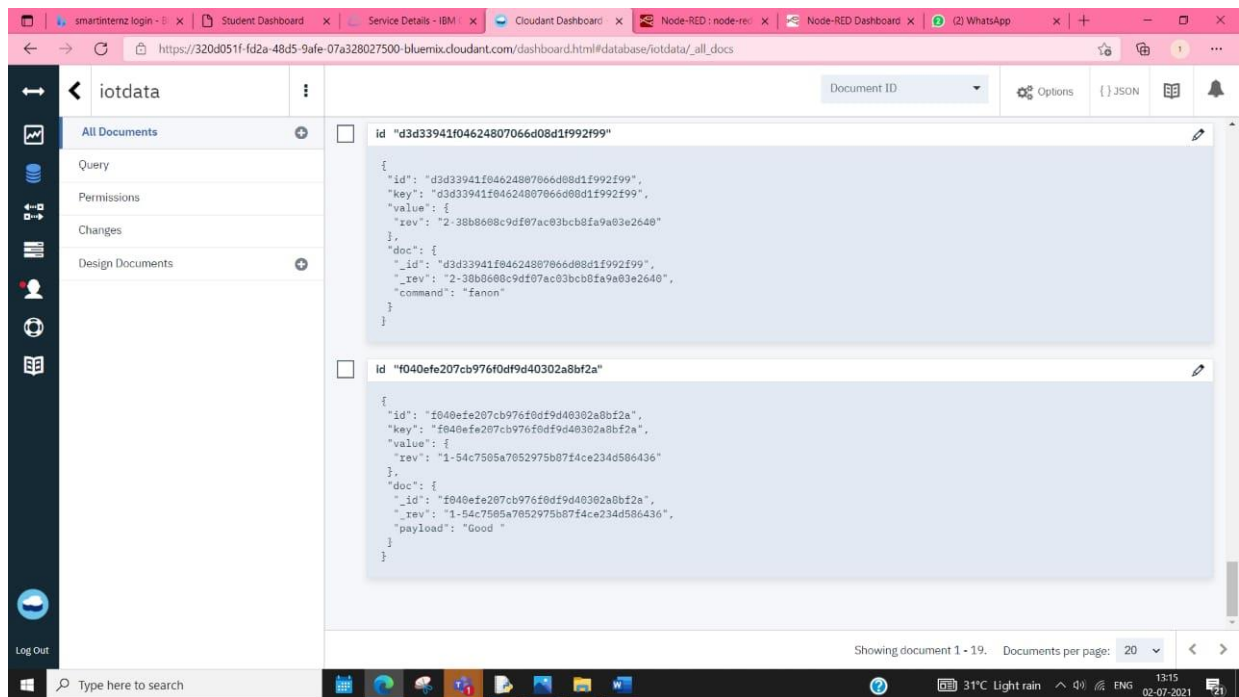 smartinternz login - B
Student Dashboard
Service Details - IBM
Cloudant Dashboard
Node-RED : node-red
Node-RED Dashboard
(2) WhatsApp
https://320d051f-fd2a-48d5-9afe-07a328027500-bluemix.cloudant.com/dashboard.html#database/iotdata/_all_docs
iotdata
Document ID
Options
{ } JSON
All Documents
Query
Permissions
Changes
Design Documents
id "d3d33941f04624807066d08d1f992f99"
{
"id": "d3d33941f04624807066d08d1f992f99",
"key": "d3d33941f04624807066d08d1f992f99",
"value": {
"rev": "2-38b8608c9df07ac03bcb8fa9a03e2640"
},
"doc": {
"_id": "d3d33941f04624807066d08d1f992f99",
"_rev": "2-38b8608c9df07ac03bcb8fa9a03e2640",
"command": "fanon"
}
}
id "f040efe207cb976f0df9d40302a8bf2a"
{
"id": "f040efe207cb976f0df9d40302a8bf2a",
"key": "f040efe207cb976f0df9d40302a8bf2a",
"value": {
"rev": "1-54c7505a7052975b87f4ce234d586436"
},
"doc": {
"_id": "f040efe207cb976f0df9d40302a8bf2a",
"_rev": "1-54c7505a7052975b87f4ce234d586436",
"payload": "Good "
}
}
Log Out
Showing document 1 - 19.
Documents per page: 20
Type here to search
31°C Light rain
ENG
13:15
02-07-2021
21